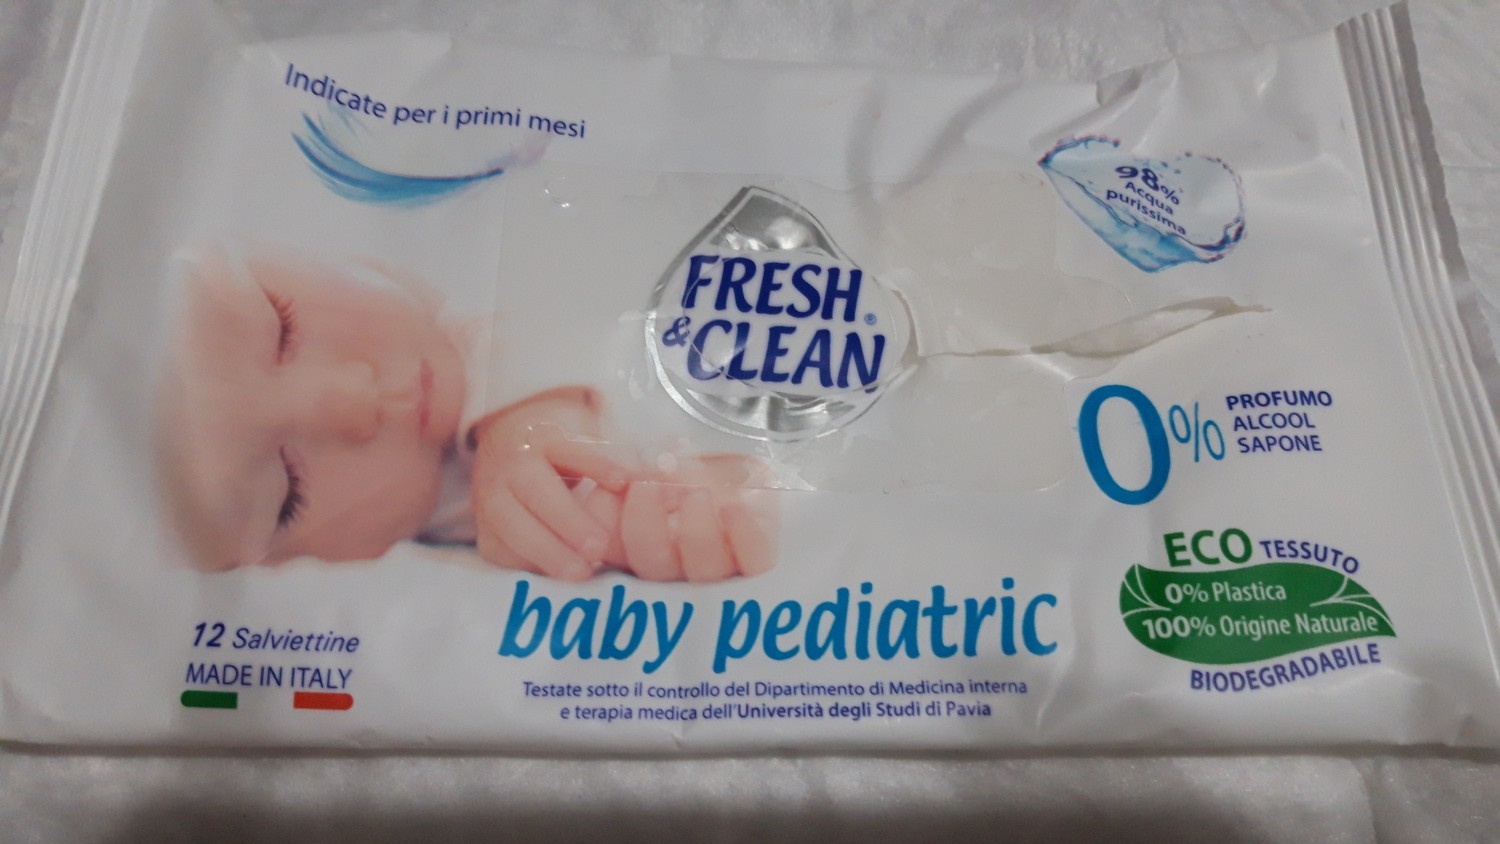 Indicate per i primi mesi
98%
Acqua
purissima
FRESH
& CLEAN®
0% PROFUMO
ALCOOL
SAPONE
ECO TESSUTO
0% Plastica
100% Origine Naturale
BIODEGRADABILE
baby pediatric
12 Salviettine
MADE IN ITALY
Testate sotto il controllo del Dipartimento di Medicina interna
e terapia medica dell'Università degli Studi di Pavia